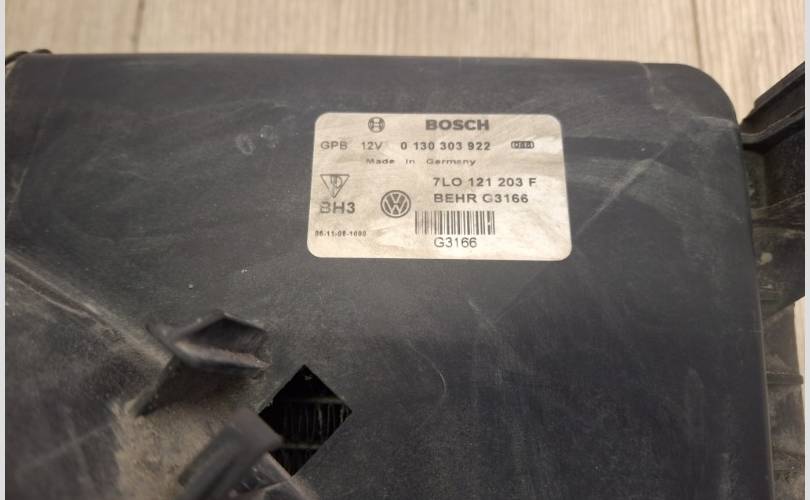 BOSCH
GPB 12V 0 130 303 922
Made in Germany
7LO 121 203 F
BH3 BEHR G3166
G3166